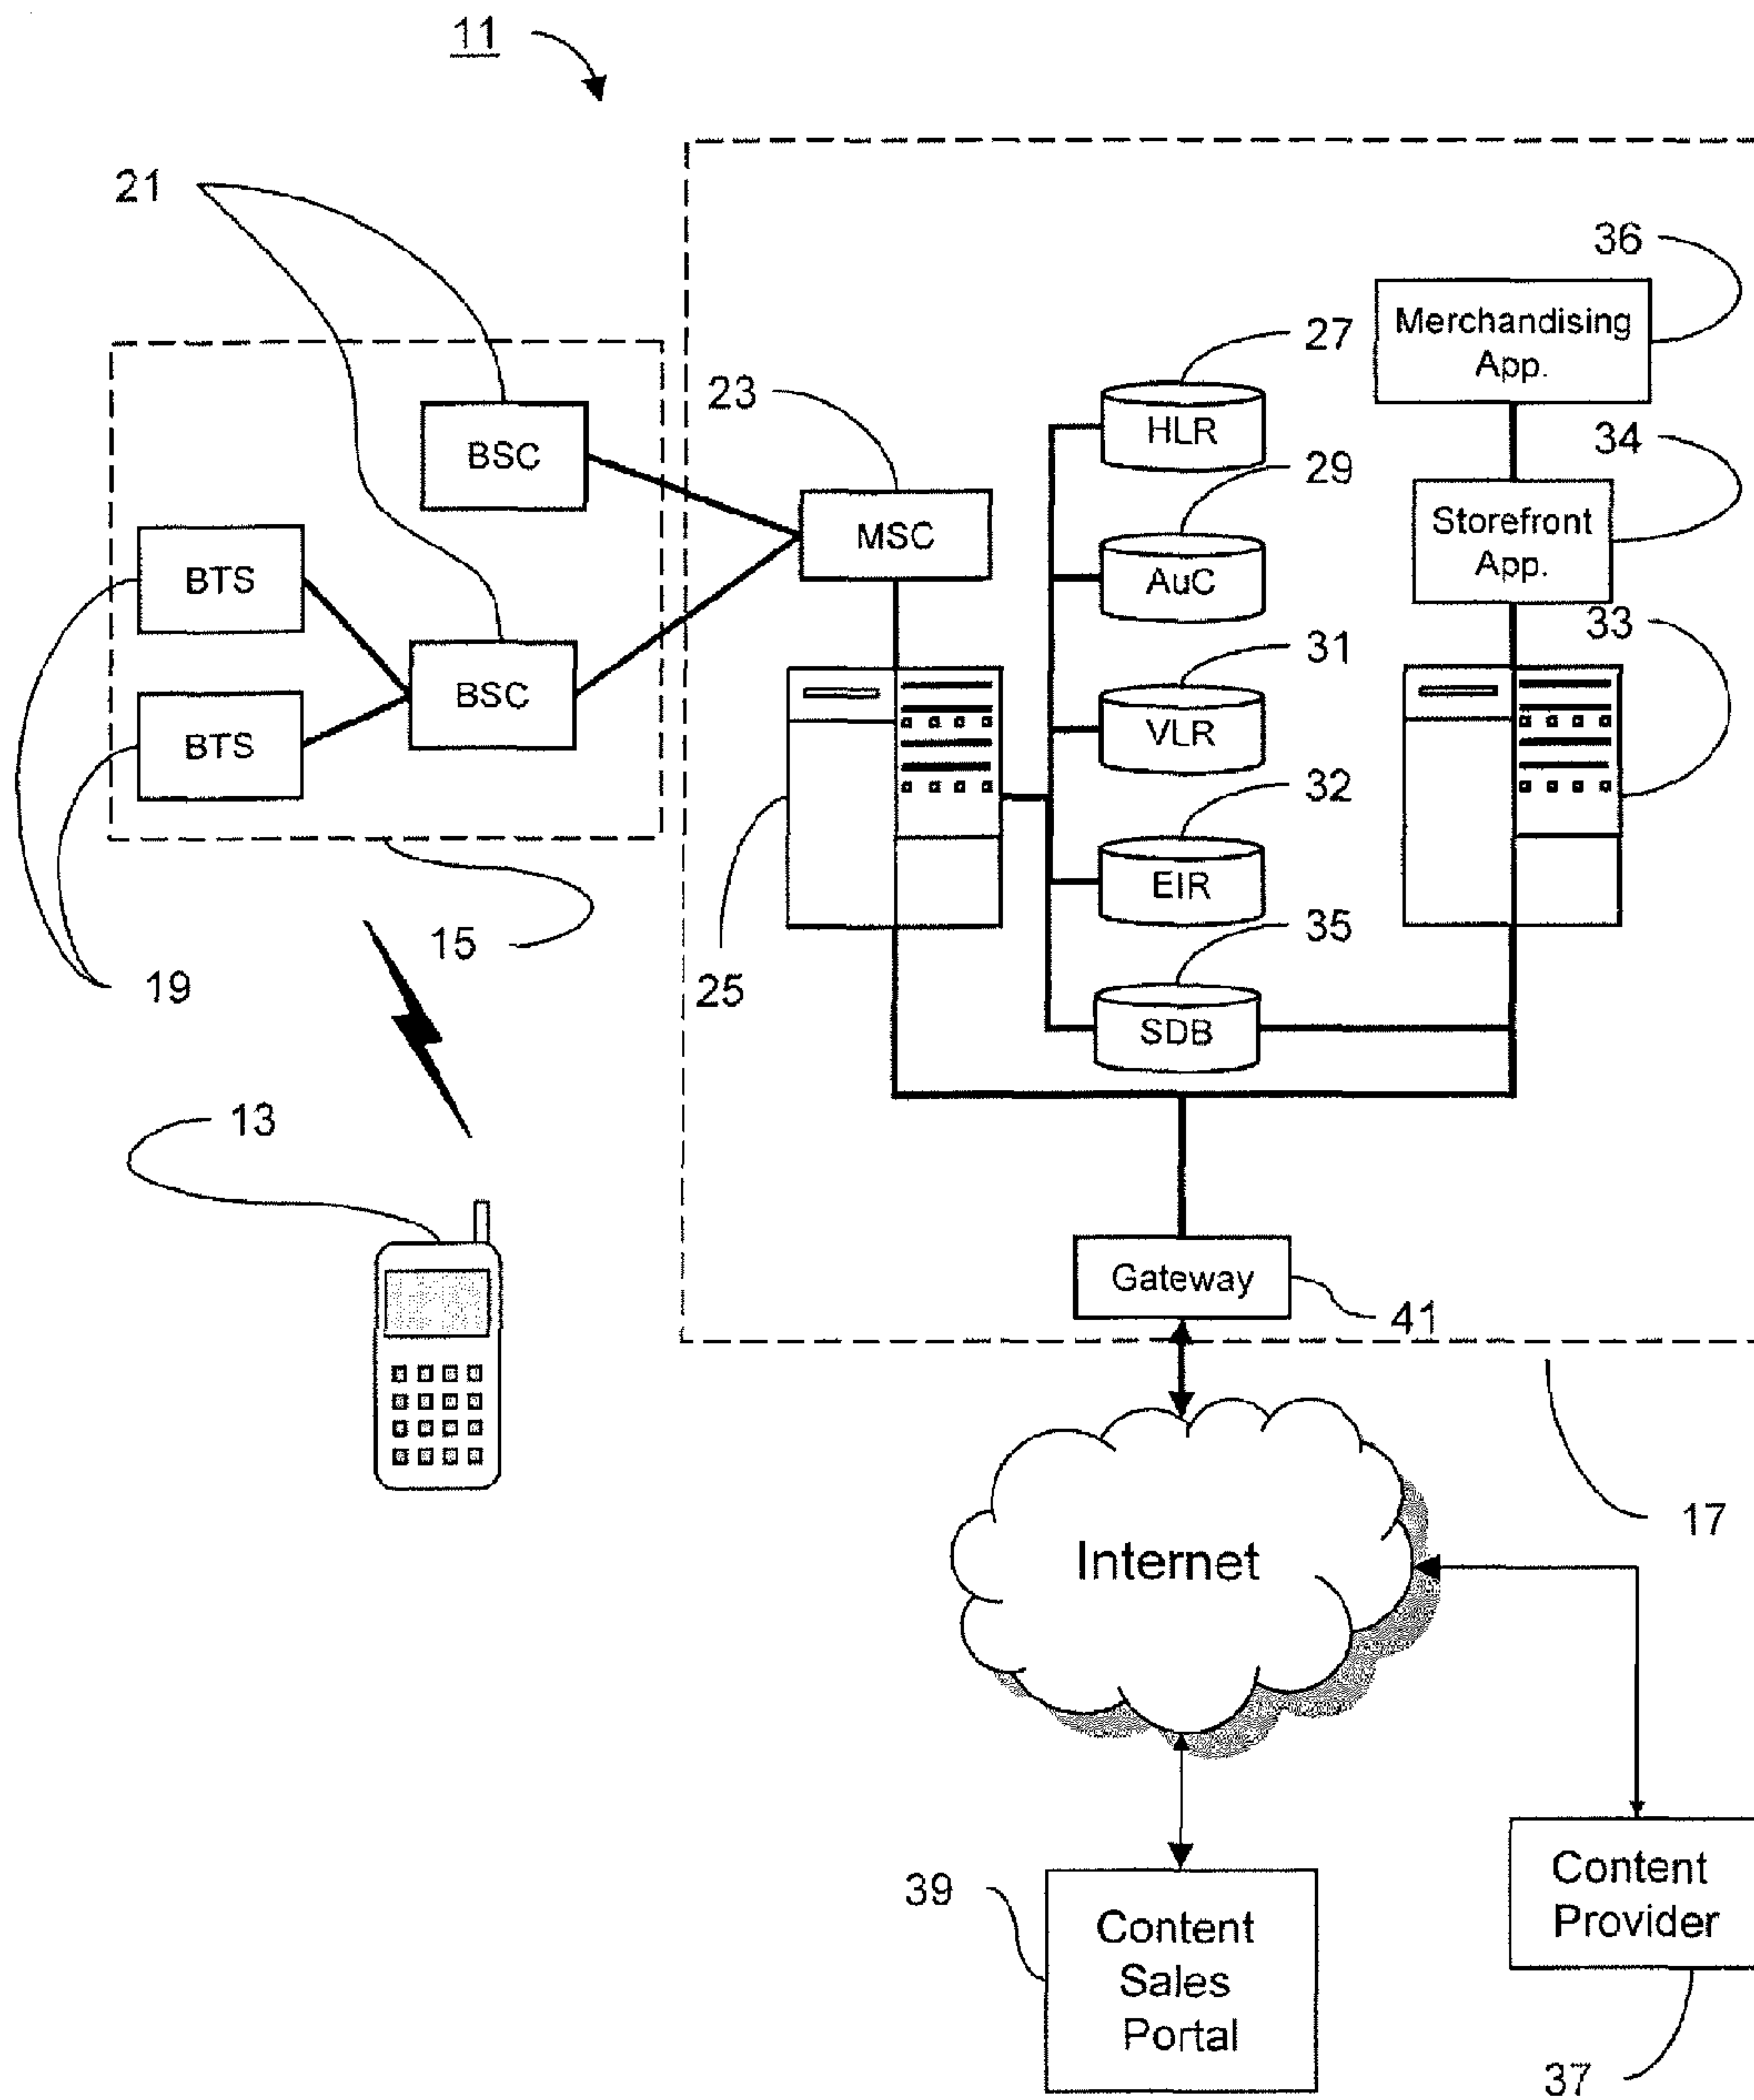 11
21
36
Merchandising
App.
27
23
HLR
34
BSC
29
Storefront
App.
MSC
BTS
AuC
33
31
BSC
VLR
BTS
32
EIR
35
15
19
25
SDB
13
Gateway
41
17
Internet
39
Content
Sales
Portal
Content
Provider
37